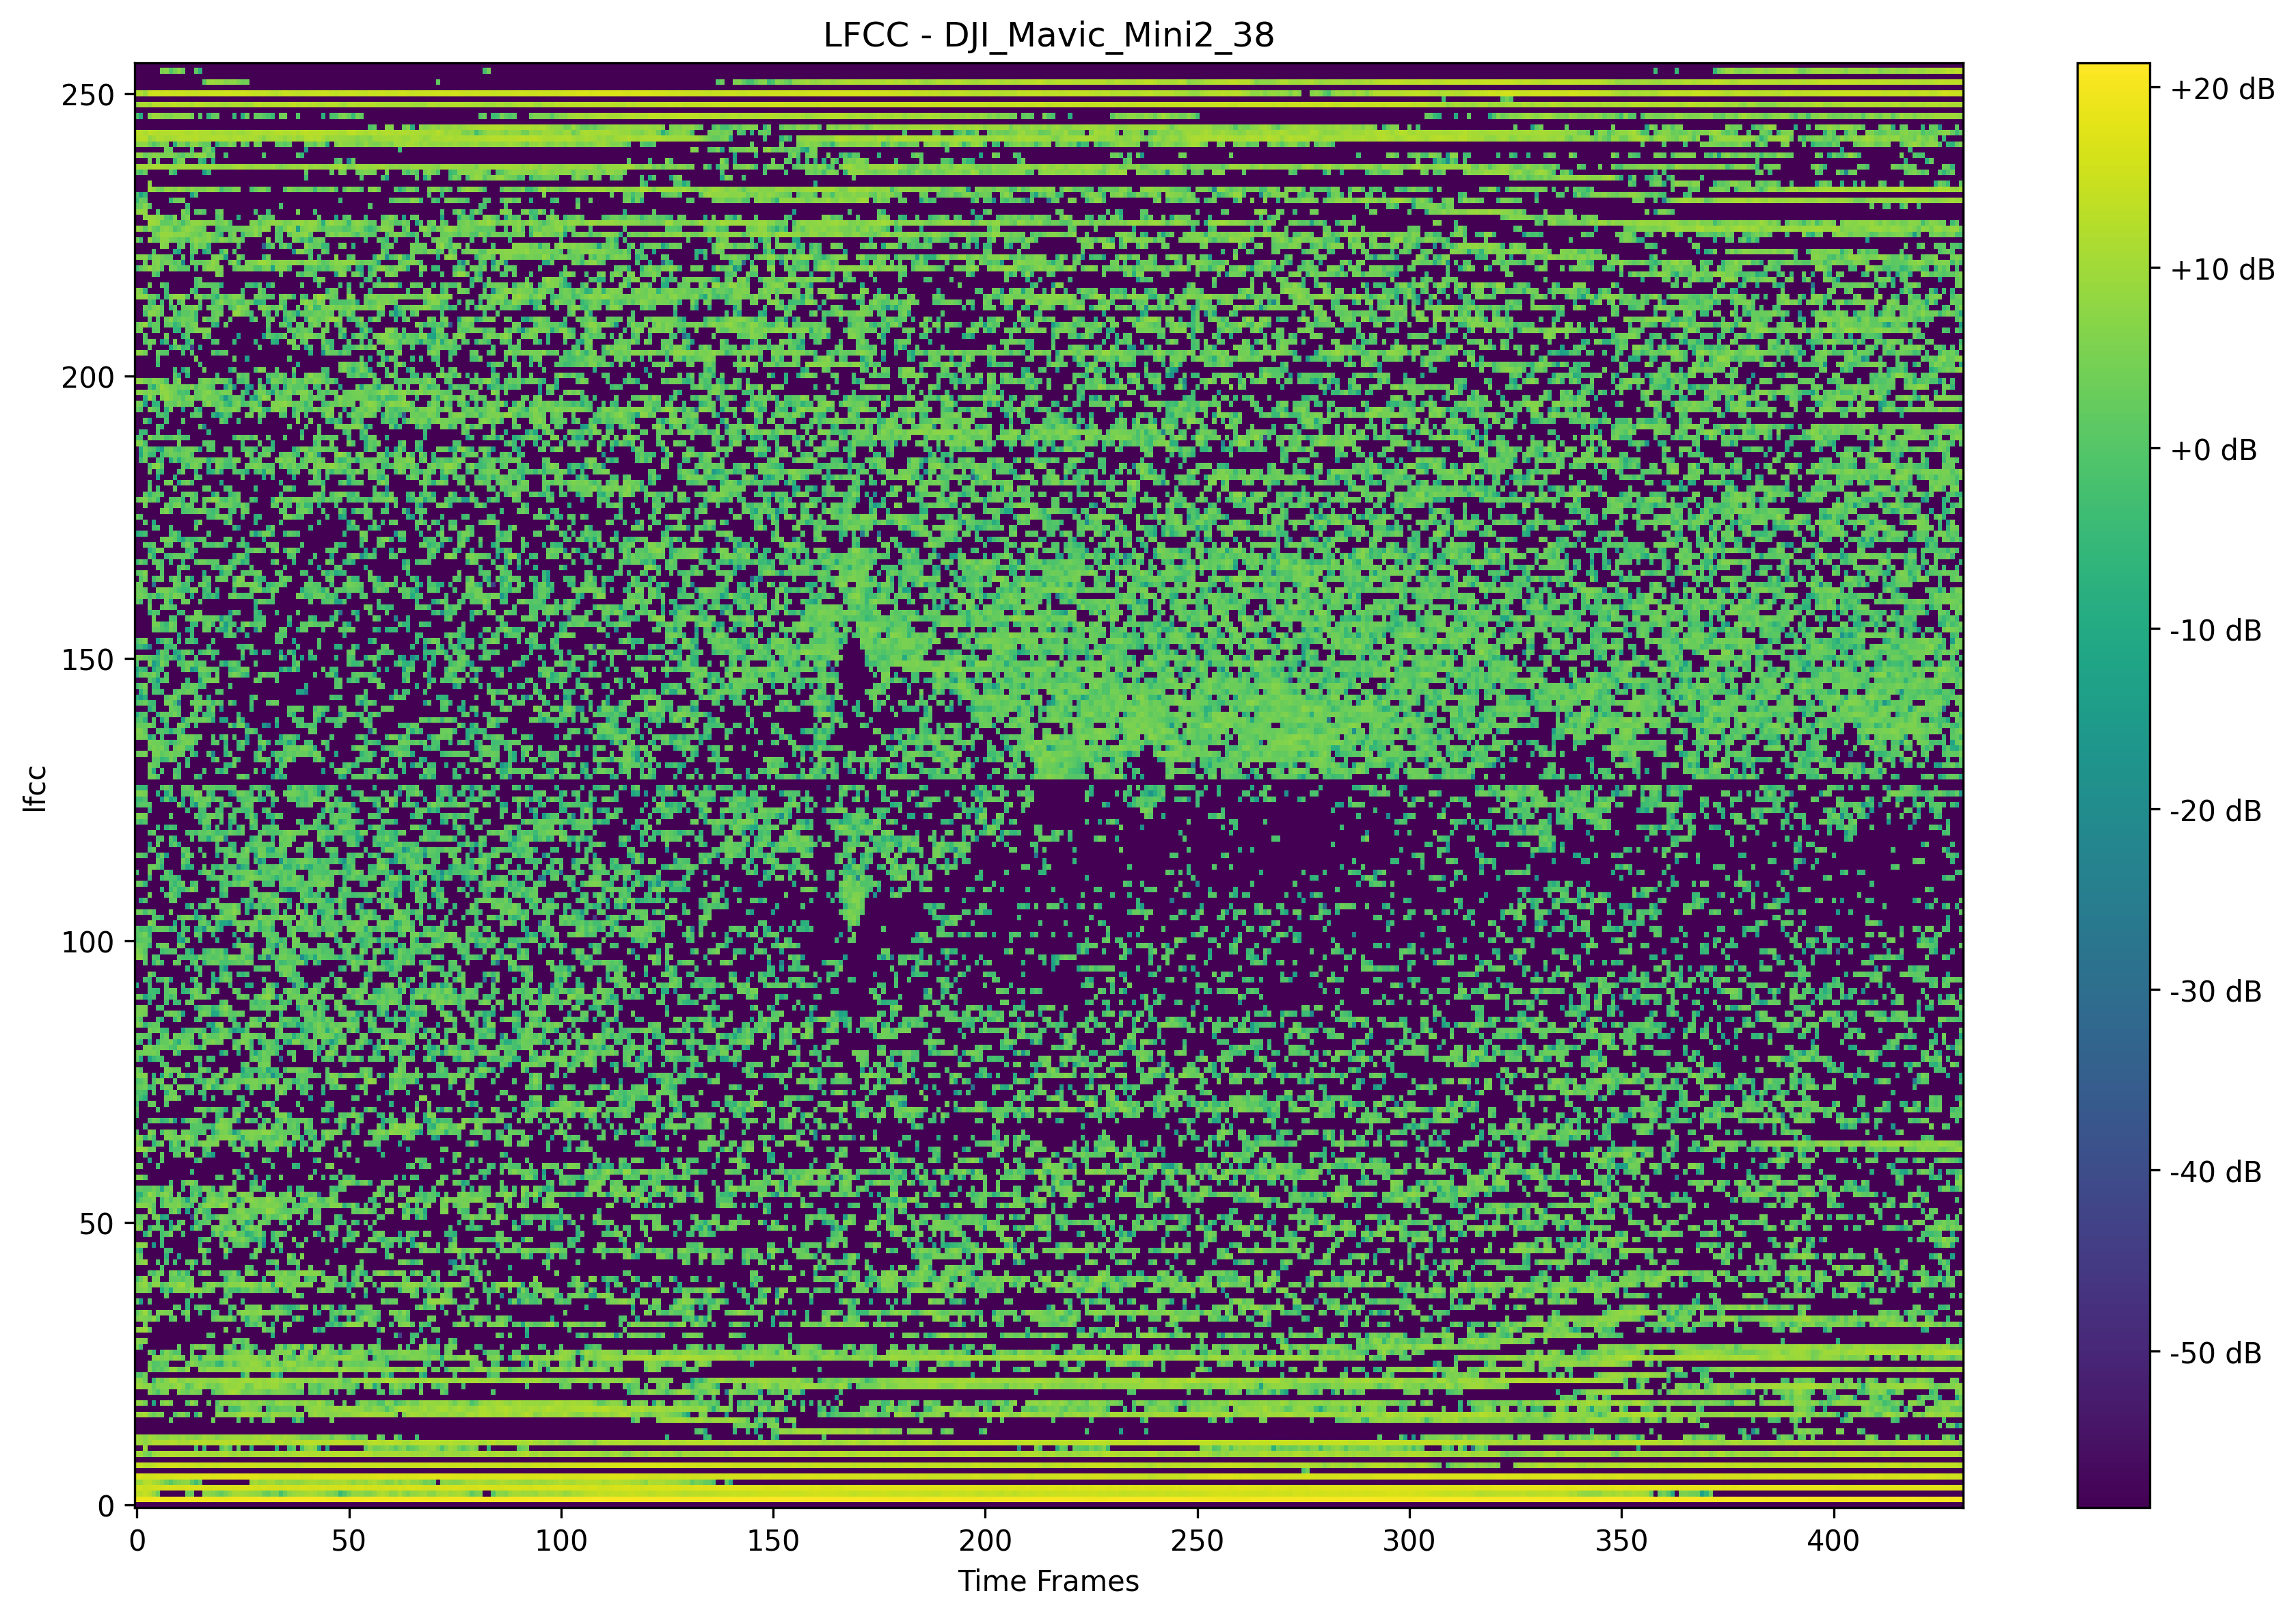 LFCC - DJI_Mavic_Mini2_38
250
200
150
100
50
0
lfcc
0
50
100
150
200
250
300
350
400
Time Frames
+20 dB
+10 dB
+0 dB
-10 dB
-20 dB
-30 dB
-40 dB
-50 dB